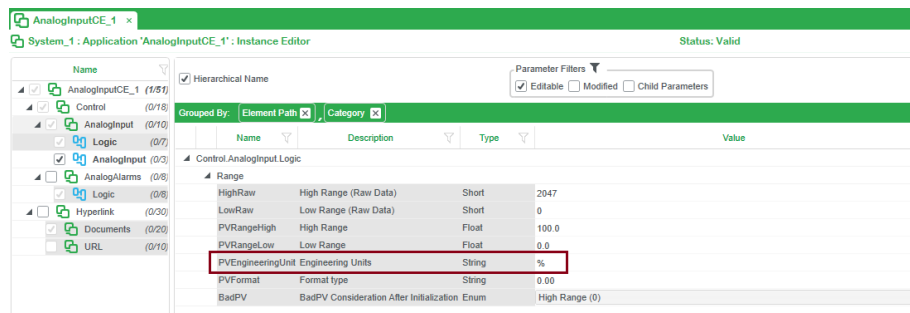 AnalogInputCE_1 ×
System_1 : Application 'AnalogInputCE_1' : Instance Editor Status: Valid
Name
AnalogInputCE_1 (1/51)
Control (0/18)
AnalogInput (0/10)
Logic (0/7)
AnalogInput (0/3)
AnalogAlarms (0/8)
Logic (0/8)
Hyperlink (0/30)
Documents (0/20)
URL (0/10)
Hierarchical Name
Parameter Filters
Editable Modified Child Parameters
Grouped By: Element Path , Category
Name Description Type Value
Control.AnalogInput.Logic
Range
HighRaw High Range (Raw Data) Short 2047
LowRaw Low Range (Raw Data) Short 0
PVRangeHigh High Range Float 100.0
PVRangeLow Low Range Float 0.0
PVEngineeringUnit Engineering Units String %
PVFormat Format type String 0.00
BadPV BadPV Consideration After Initialization Enum High Range (0)